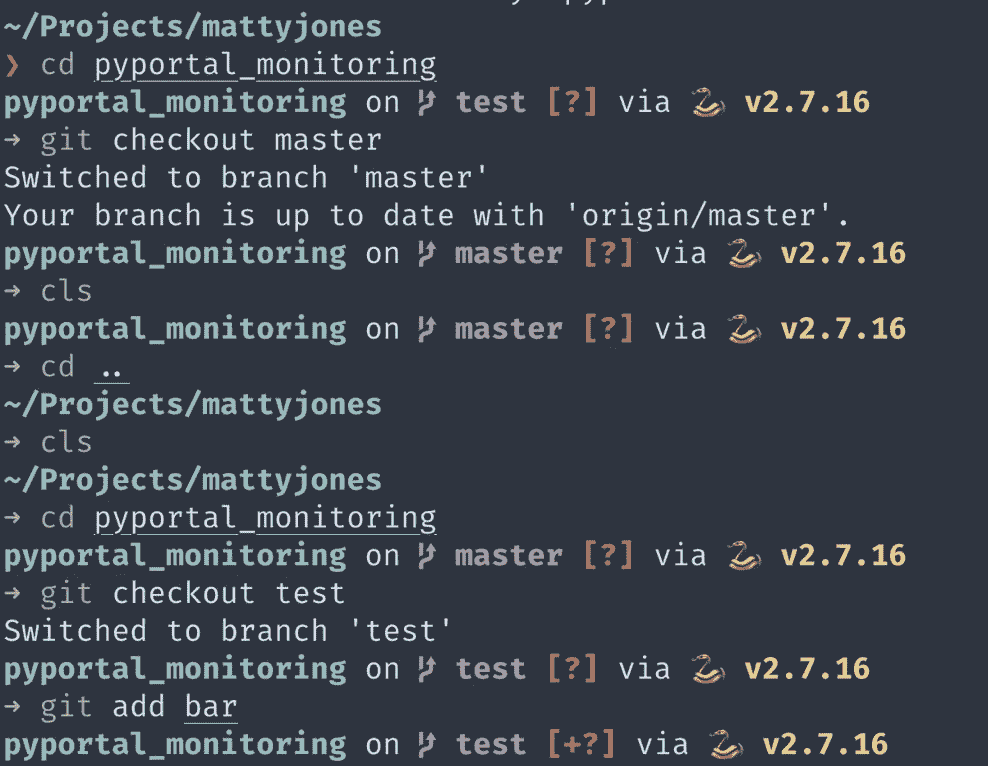 ~/Projects/mattyjones
❯ cd pyportal_monitoring
pyportal_monitoring on test [?] via 🐍 v2.7.16
→ git checkout master
Switched to branch 'master'
Your branch is up to date with 'origin/master'.
pyportal_monitoring on master [?] via 🐍 v2.7.16
→ cls
pyportal_monitoring on master [?] via 🐍 v2.7.16
→ cd ..
~/Projects/mattyjones
→ cls
~/Projects/mattyjones
→ cd pyportal_monitoring
pyportal_monitoring on master [?] via 🐍 v2.7.16
→ git checkout test
Switched to branch 'test'
pyportal_monitoring on test [?] via 🐍 v2.7.16
→ git add bar
pyportal_monitoring on test [+?] via 🐍 v2.7.16